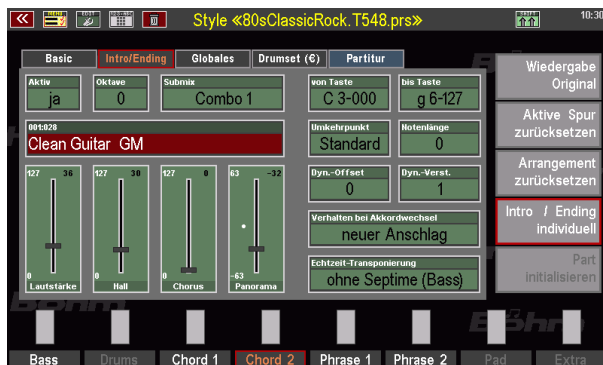 Style «80sClassicRock.T548.prs»
10:30
Basic
Intro/Ending
Globales
Drumset (€)
Partitur
Aktiv
ja
Oktave
0
Submix
Combo 1
von Taste
C 3-000
bis Taste
g 6-127
001:028
Clean Guitar GM
Umkehrpunkt
Standard
Notenlänge
0
Dyn.-Offset
0
Dyn.-Verst.
1
127 36
0
Lautstärke
127 30
Hall
127 0
Chorus
63 -32
-63
Panorama
Verhalten bei Akkordwechsel
neuer Anschlag
Echtzeit-Transponierung
ohne Septime (Bass)
Wiedergabe
Original
Aktive Spur
zurücksetzen
Arrangement
zurücksetzen
Intro / Ending
individuell
Part
initialisieren
Böhm
Böhm
Bass
Drums
Chord 1
Chord 2
Phrase 1
Phrase 2
Pad
Extra